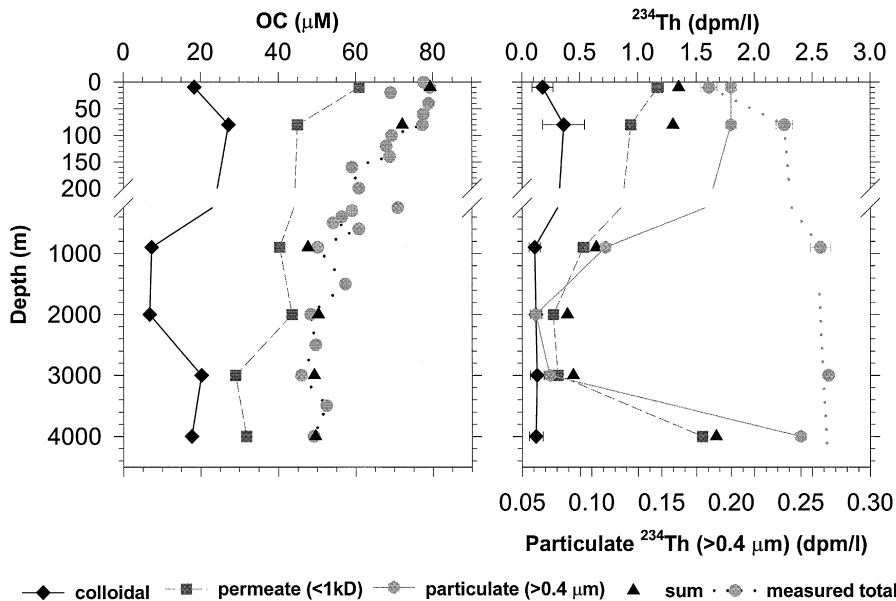 OC (μM)
²³⁴Th (dpm/l)
0 20 40 60 80
0.0 0.5 1.0 1.5 2.0 2.5 3.0
0
50
100
150
200
1000
2000
3000
4000
Depth (m)
0.05 0.10 0.15 0.20 0.25 0.30
Particulate ²³⁴Th (>0.4 μm) (dpm/l)
colloidal permeate (<1kD) particulate (>0.4 μm) sum measured total